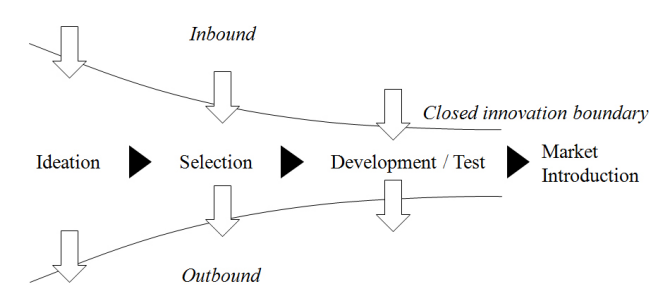 Inbound
Closed innovation boundary
Ideation
Selection
Development / Test
Market
Introduction
Outbound